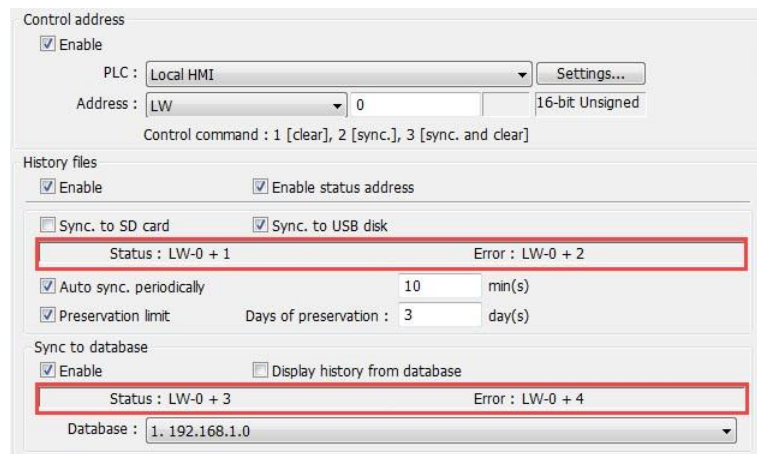 Control address
Enable
PLC : Local HMI Settings...
Address : LW 0 16-bit Unsigned
Control command : 1 [clear], 2 [sync.], 3 [sync. and clear]
History files
Enable Enable status address
Sync. to SD card Sync. to USB disk
Status : LW-0 + 1 Error : LW-0 + 2
Auto sync. periodically 10 min(s)
Preservation limit Days of preservation : 3 day(s)
Sync to database
Enable Display history from database
Status : LW-0 + 3 Error : LW-0 + 4
Database : 1. 192.168.1.0